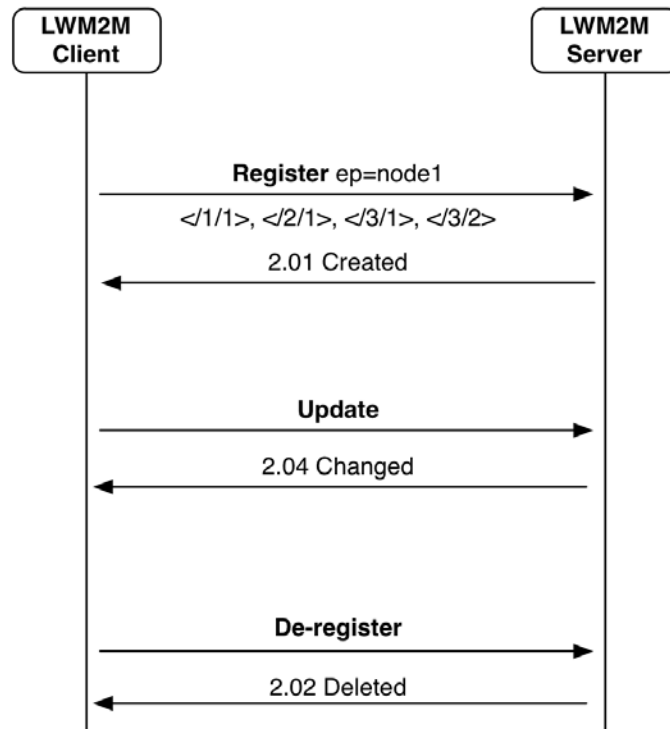 LWM2M
Client
LWM2M
Server
Register ep=node1
</1/1>, </2/1>, </3/1>, </3/2>
2.01 Created
Update
2.04 Changed
De-register
2.02 Deleted